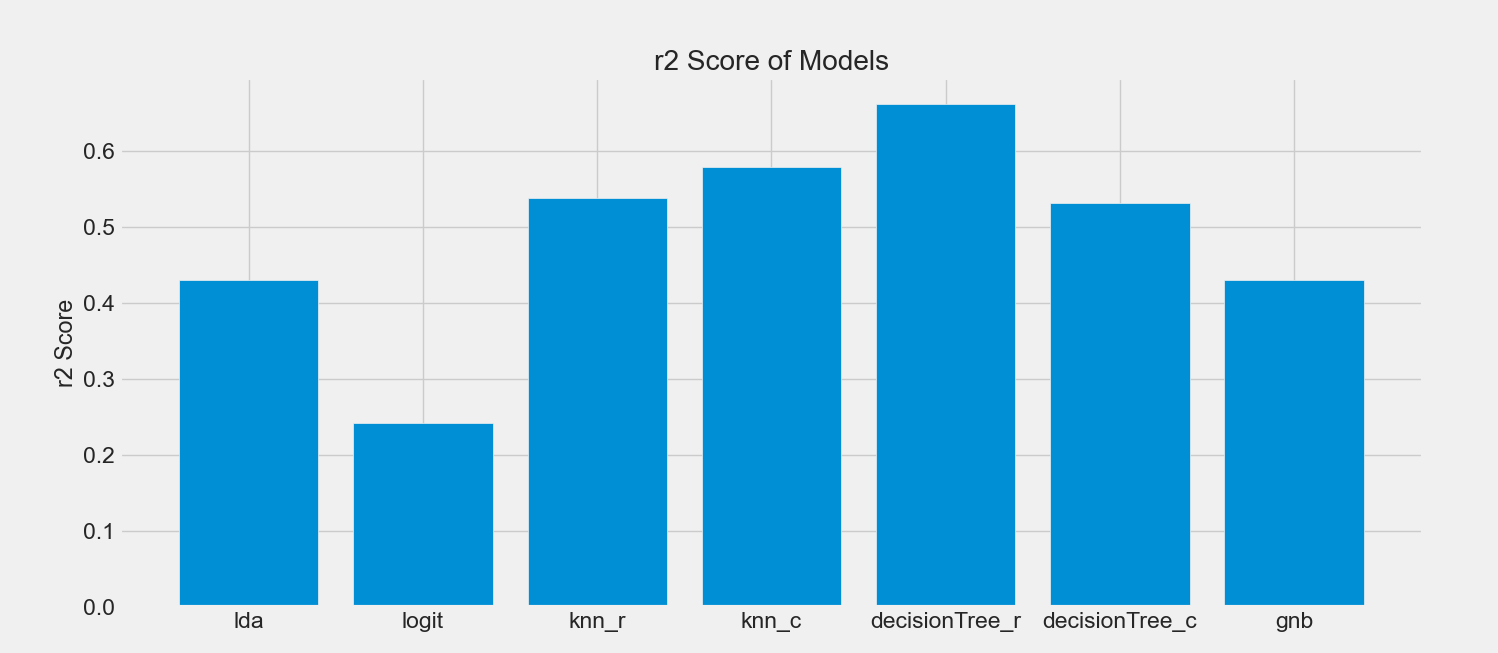 r2 Score of Models
r2 Score
0.6
0.5
0.4
0.3
0.2
0.1
0.0
lda
logit
knn_r
knn_c
decisionTree_r
decisionTree_c
gnb